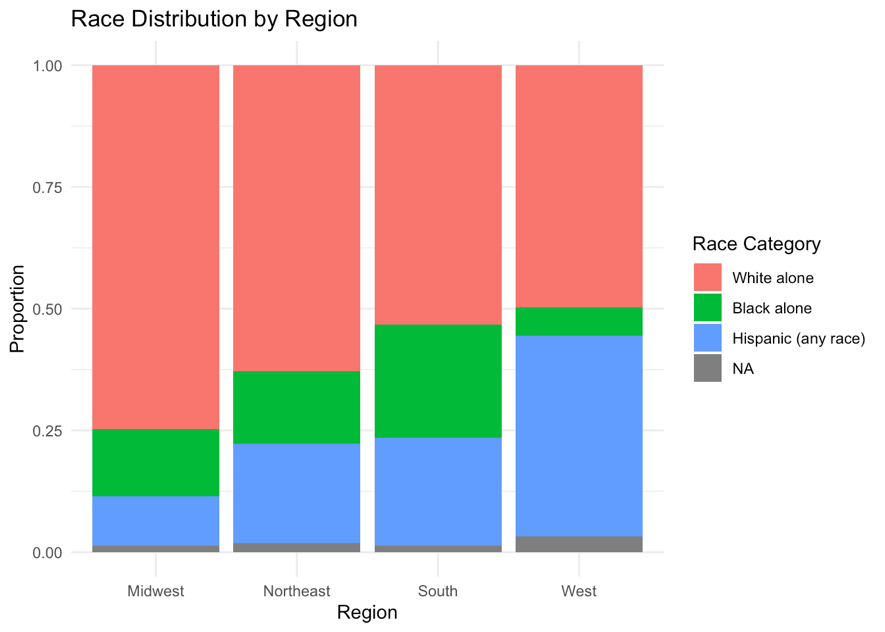 Race Distribution by Region
1.00
0.75
0.50
0.25
0.00
Proportion
Midwest
Northeast
South
West
Region
Race Category
White alone
Black alone
Hispanic (any race)
NA